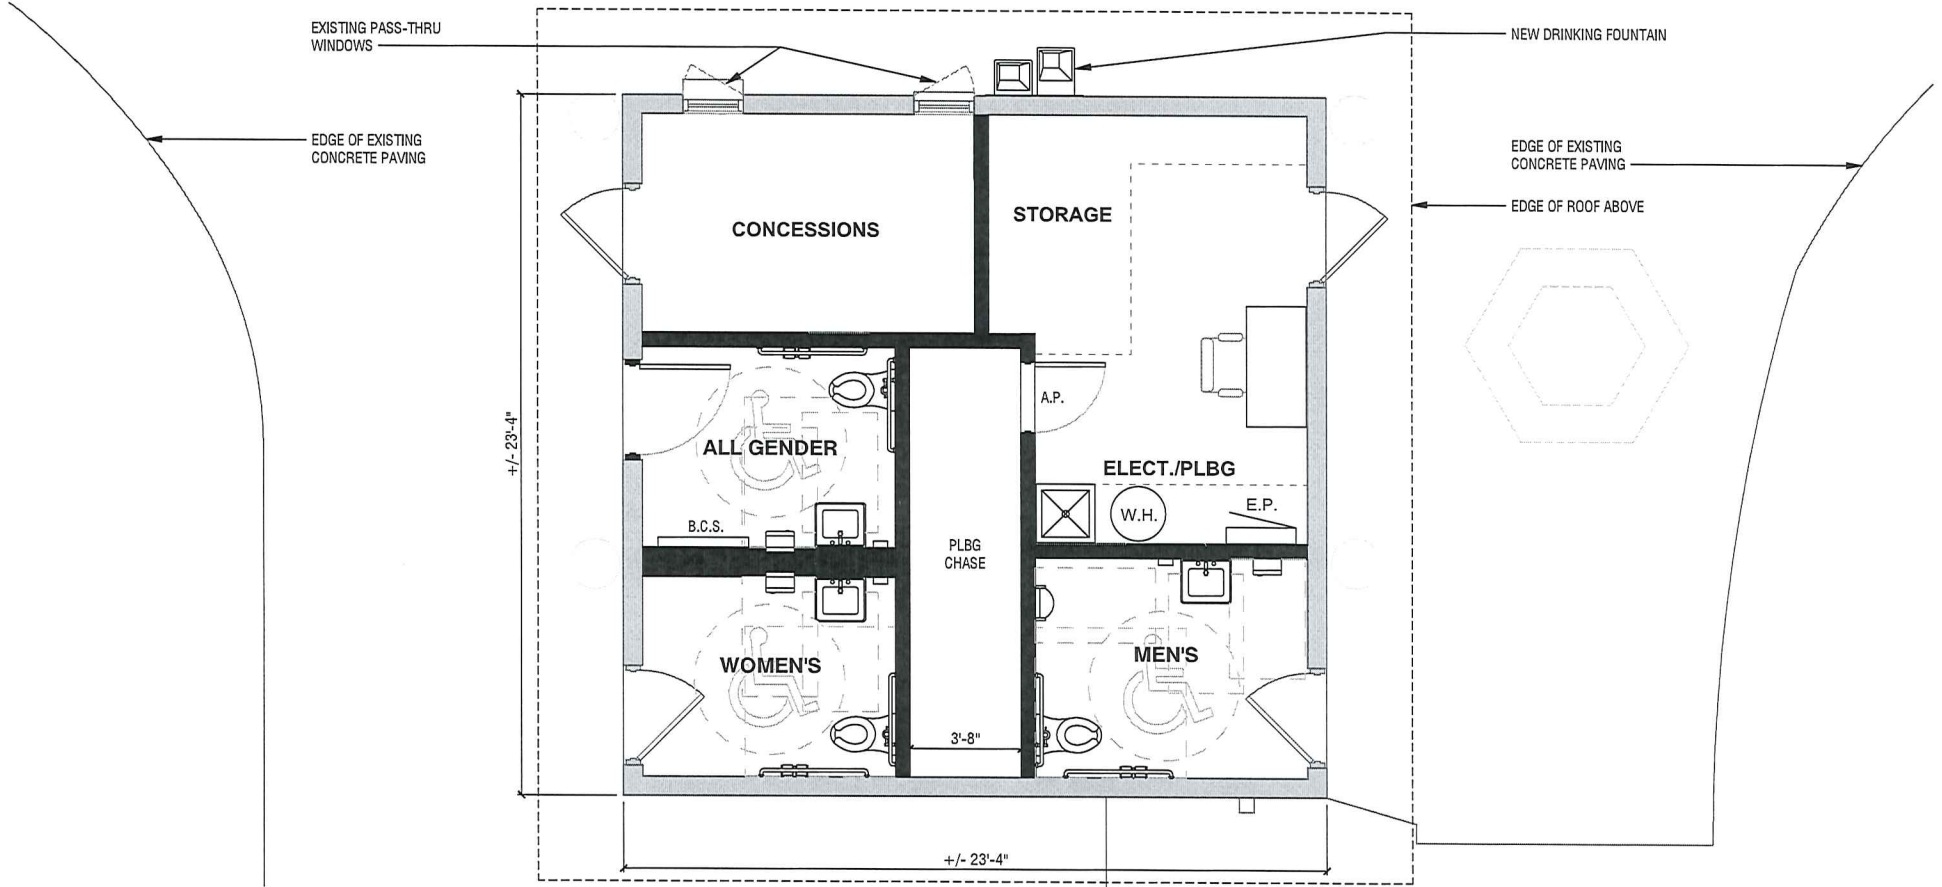 EXISTING PASS-THRU
WINDOWS
NEW DRINKING FOUNTAIN
EDGE OF EXISTING
CONCRETE PAVING
EDGE OF EXISTING
CONCRETE PAVING
EDGE OF ROOF ABOVE
CONCESSIONS
STORAGE
A.P.
+/- 23'-4"
ALL GENDER
ELECT./PLBG
B.C.S.
W.H.
E.P.
PLBG
CHASE
WOMEN'S
MEN'S
3'-8"
+/- 23'-4"